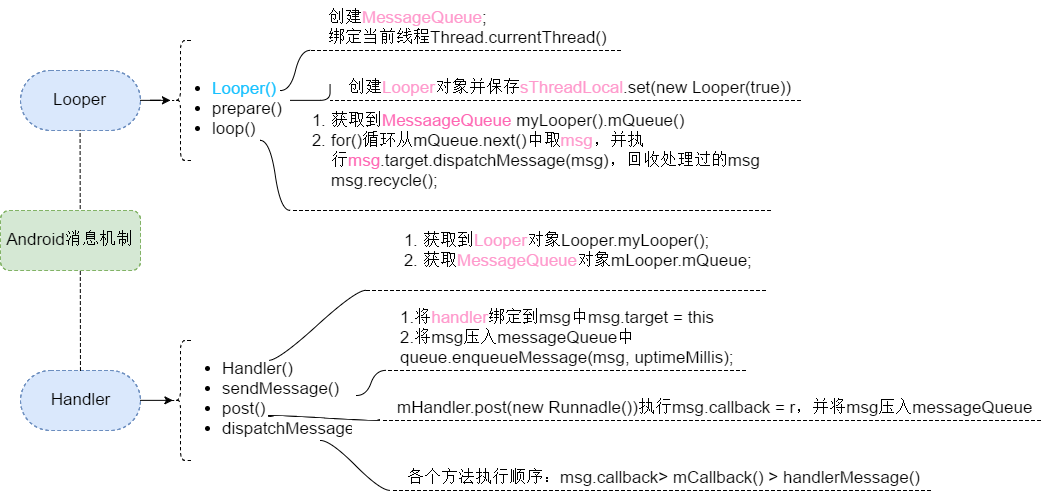 创建MessageQueue;
绑定当前线程Thread.currentThread()
Looper
Looper()
prepare()
loop()
创建Looper对象并保存sThreadLocal.set(new Looper(true))
1. 获取到MessaageQueue myLooper().mQueue()
2. for()循环从mQueue.next()中取msg，并执
行msg.target.dispatchMessage(msg)，回收处理过的msg
msg.recycle();
Android消息机制
1. 获取到Looper对象Looper.myLooper();
2. 获取MessageQueue对象mLooper.mQueue;
1.将handler绑定到msg中msg.target = this
2.将msg压入messageQueue中
queue.enqueueMessage(msg, uptimeMillis);
Handler
Handler()
sendMessage()
post()
dispatchMessage
mHandler.post(new Runnadle())执行msg.callback = r，并将msg压入messageQueue
各个方法执行顺序：msg.callback> mCallback() > handlerMessage()